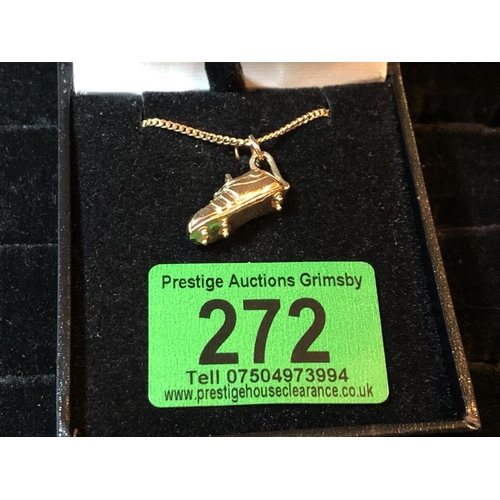 Prestige Auctions Grimsby
272
Tell 07504973994
www.prestigehouseclearance.co.uk